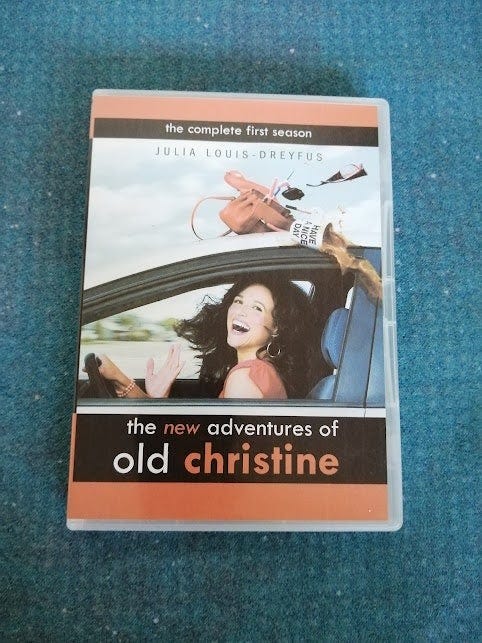 the complete first season
JULIA LOUIS-DREYFUS
HAVE
A NICE
DAY
the new adventures of
old christine